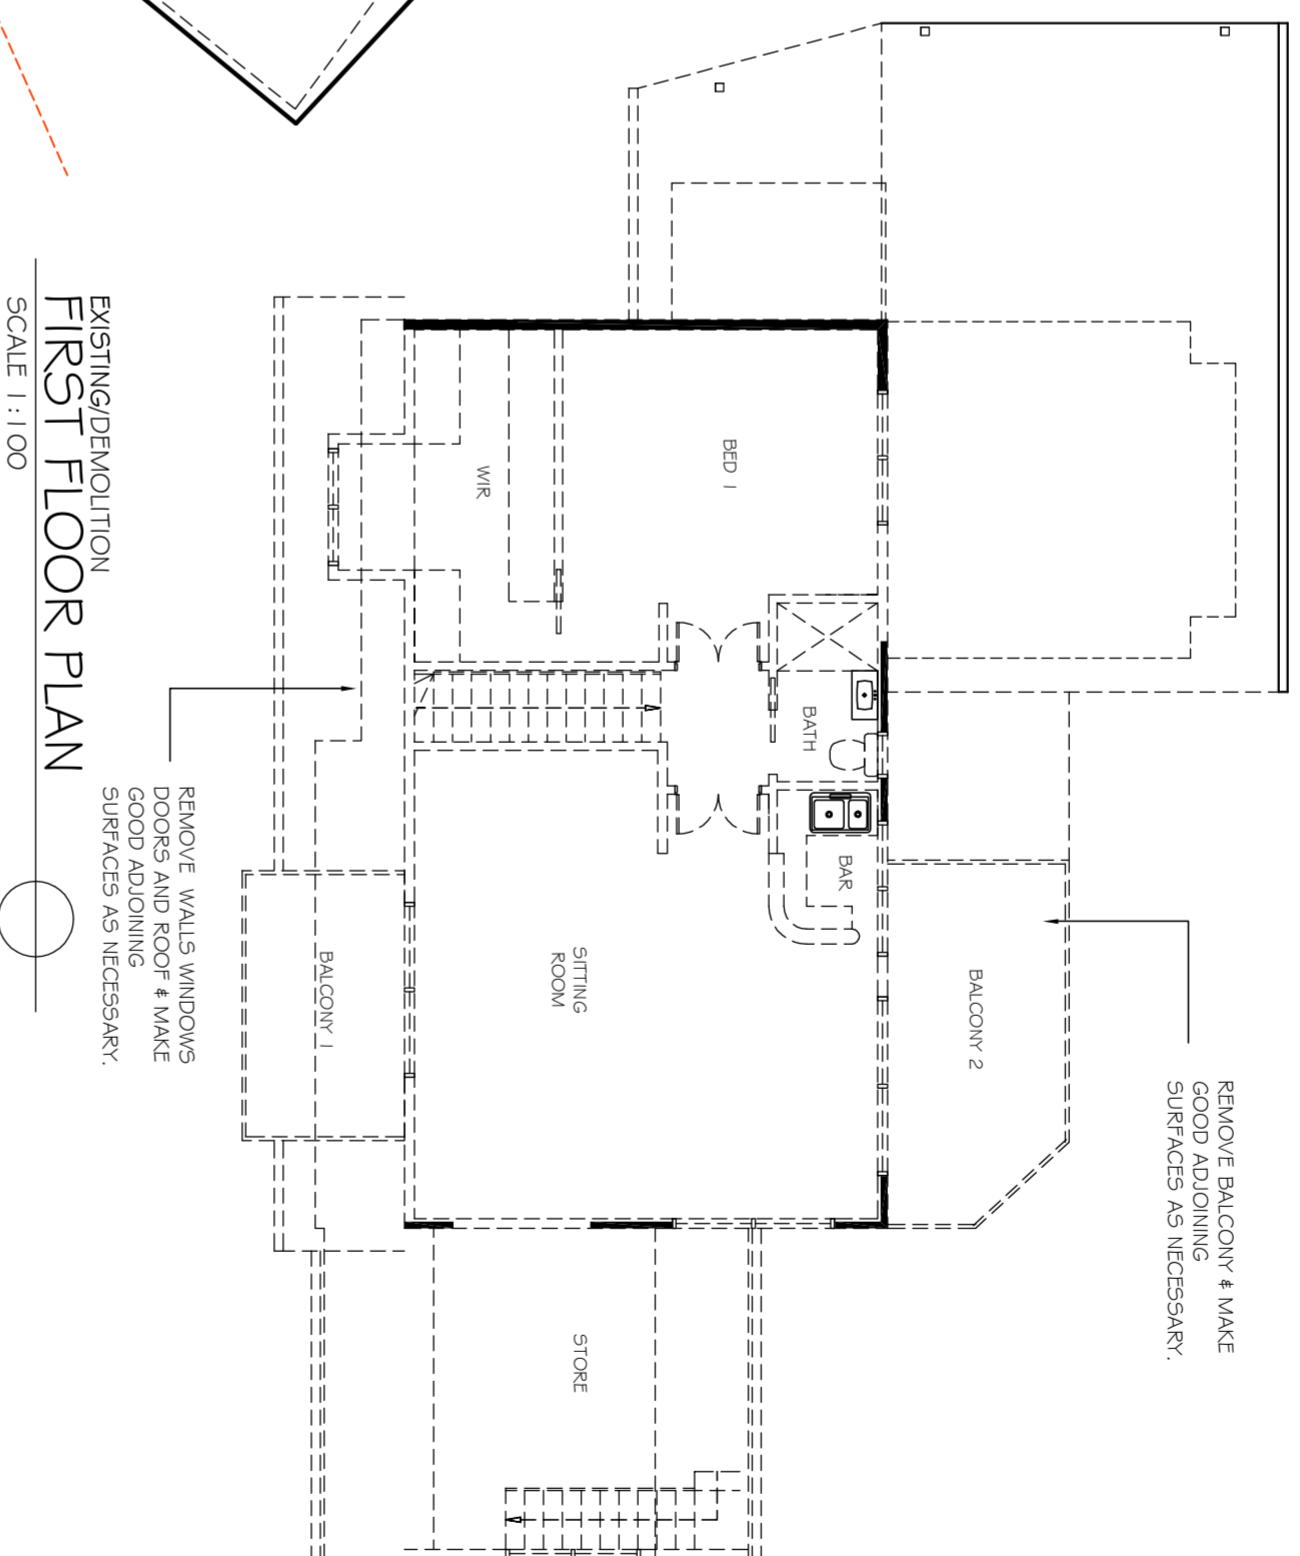 REMOVE BALCONY & MAKE
GOOD ADJOINING
SURFACES AS NECESSARY.
BALCONY 2
BAR
BATH
BED 1
SITTING
ROOM
STORE
WIR
BALCONY 1
REMOVE WALLS WINDOWS
DOORS AND ROOF & MAKE
GOOD ADJOINING
SURFACES AS NECESSARY.
EXISTING/DEMOLITION
FIRST FLOOR PLAN
SCALE 1:100